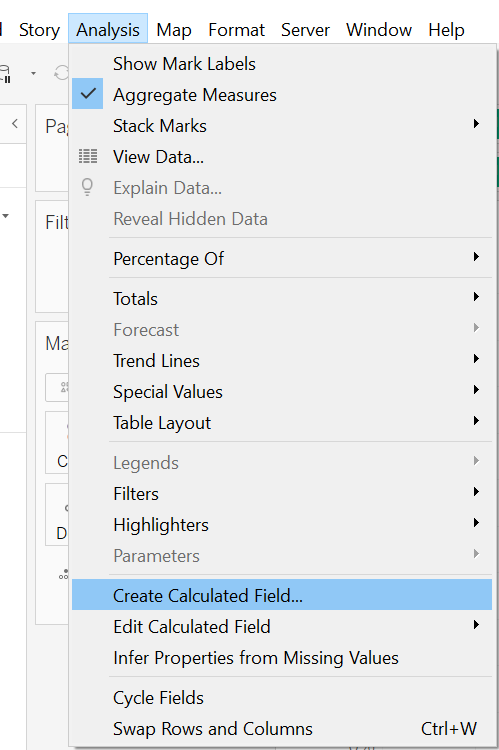 Story Analysis Map Format Server Window Help
Show Mark Labels
Pag
Aggregate Measures
Stack Marks
View Data...
Explain Data...
Filt
Reveal Hidden Data
Percentage Of
Totals
Forecast
Ma
Trend Lines
Special Values
Table Layout
C
Legends
Filters
Highlighters
D
Parameters
Create Calculated Field...
Edit Calculated Field
Infer Properties from Missing Values
Cycle Fields
Swap Rows and Columns Ctrl+W